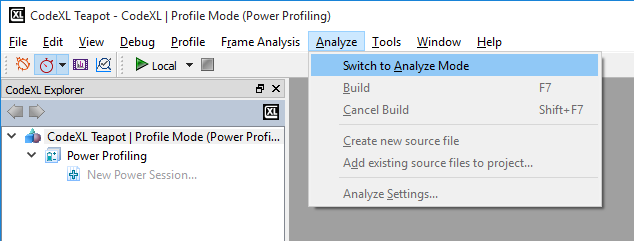 XL CodeXL Teapot - CodeXL | Profile Mode (Power Profiling)
File Edit View Debug Profile Frame Analysis Analyze Tools Window Help
Local
Switch to Analyze Mode
Build F7
Cancel Build Shift+F7
Create new source file
Add existing source files to project...
Analyze Settings...
CodeXL Explorer
XL
CodeXL Teapot | Profile Mode (Power Profi...
Power Profiling
New Power Session...